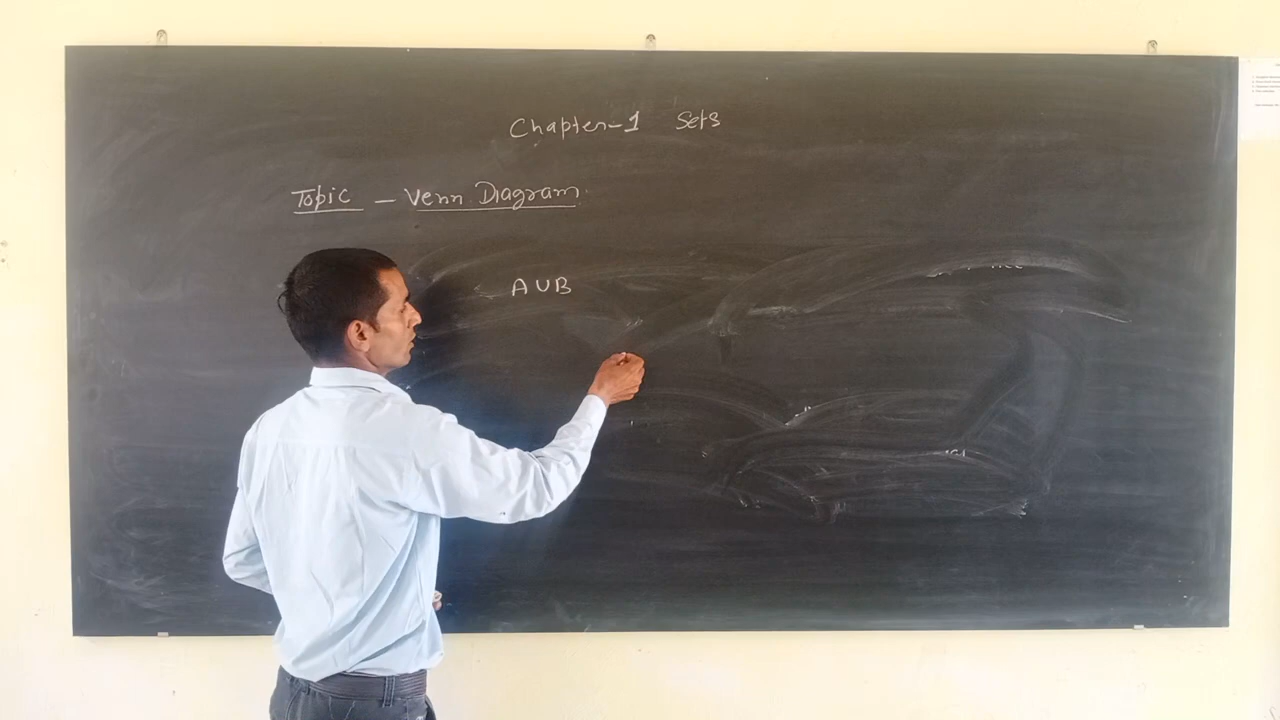 Chapter-1 Sets
Topic - Venn Diagram.
A∪B